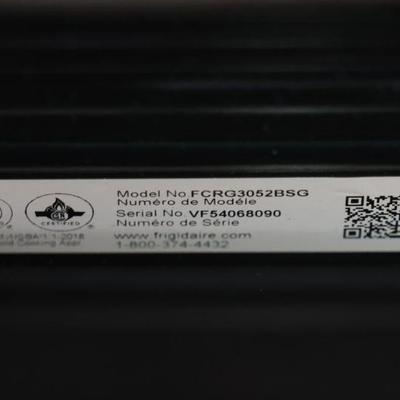 Model No.FCRG3052BSG
Numéro de Modèle
Serial No.VF54068090
Numéro de Série
www.frigidaire.com
1-800-374-4432
CERTIFIED
®